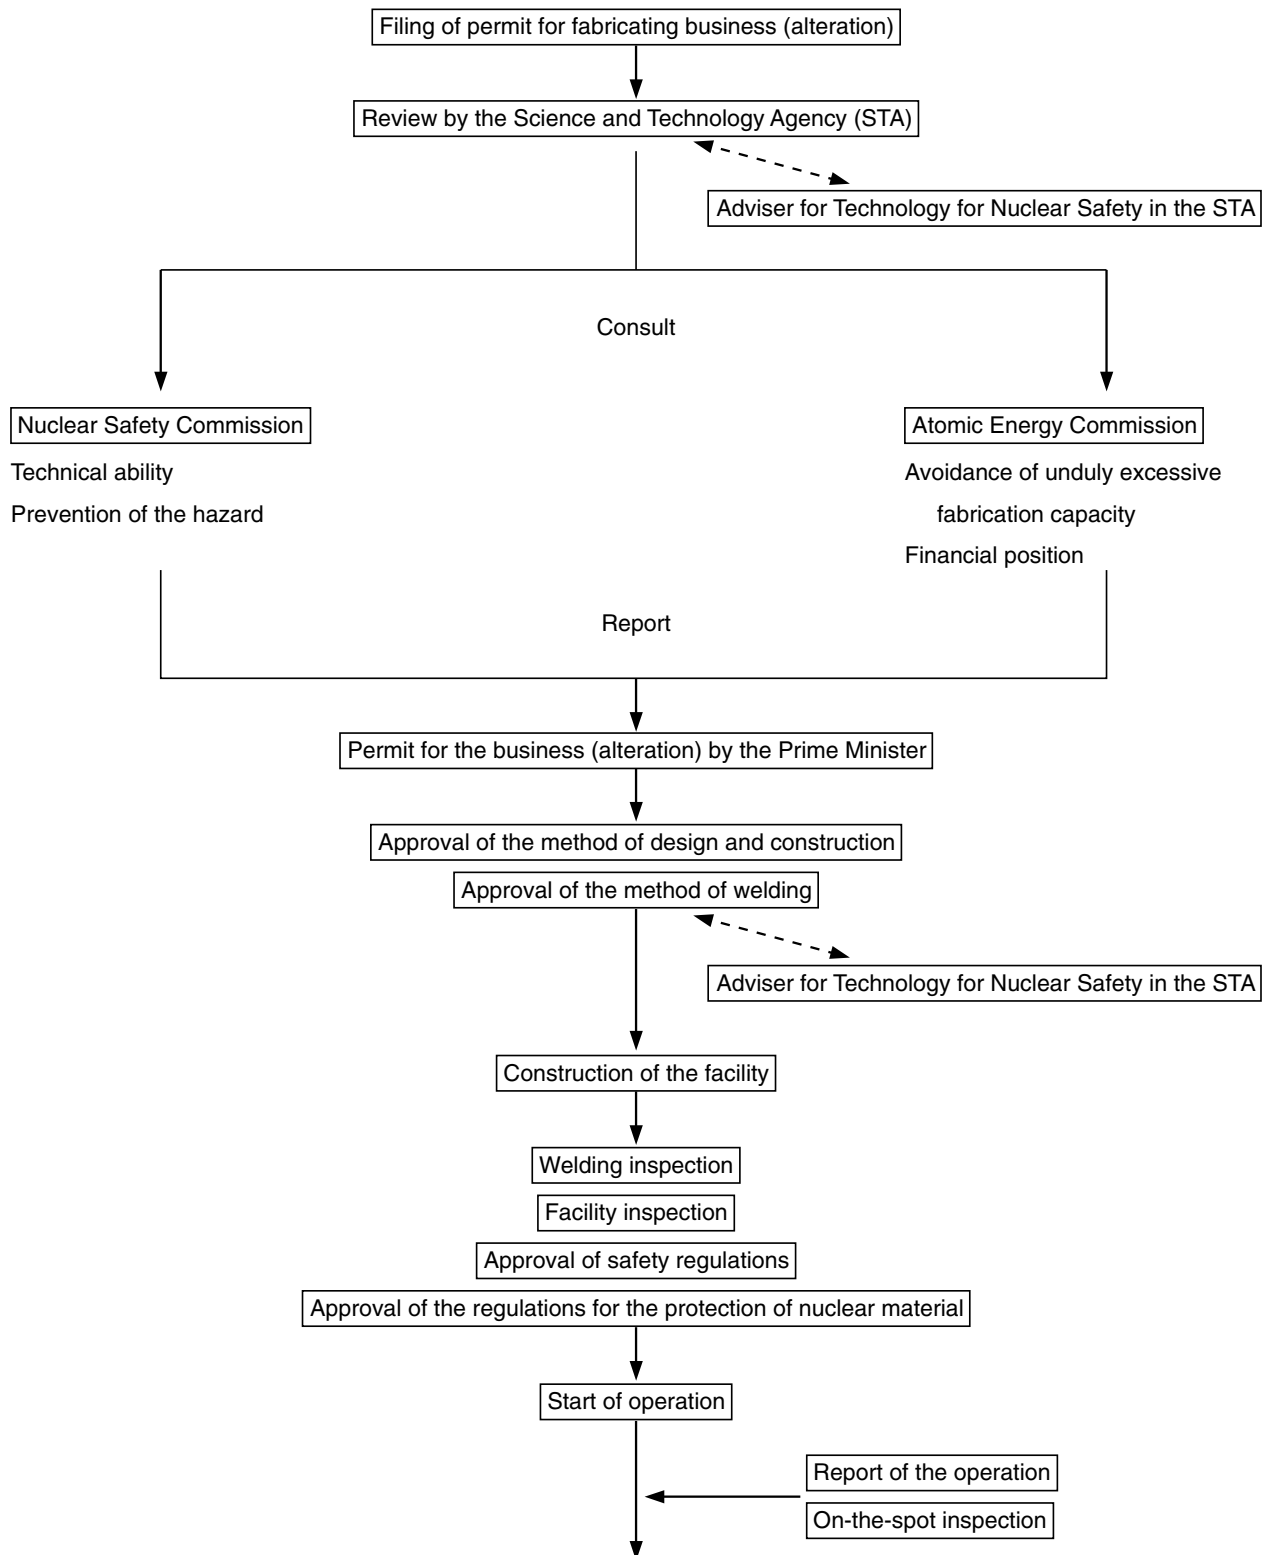 Filing of permit for fabricating business (alteration)
Review by the Science and Technology Agency (STA)
Adviser for Technology for Nuclear Safety in the STA
Consult
Nuclear Safety Commission
Technical ability
Prevention of the hazard
Atomic Energy Commission
Avoidance of unduly excessive
fabrication capacity
Financial position
Report
Permit for the business (alteration) by the Prime Minister
Approval of the method of design and construction
Approval of the method of welding
Adviser for Technology for Nuclear Safety in the STA
Construction of the facility
Welding inspection
Facility inspection
Approval of safety regulations
Approval of the regulations for the protection of nuclear material
Start of operation
Report of the operation
On-the-spot inspection